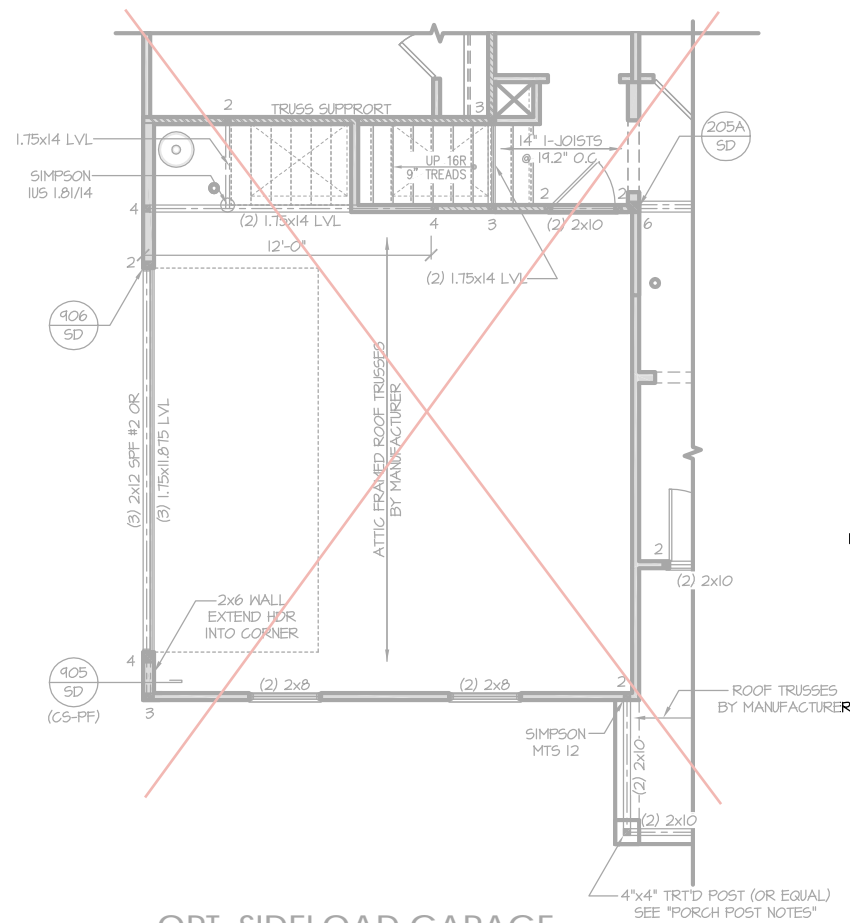 2
TRUSS SUPPRORT
3
1.75x14 LVL
SIMPSON
IUS 1.81/14
4
UP 16R
9" TREADS
14" I-JOISTS
@ 19.2" O.C.
205A
SD
2
2
(2) 1.75x14 LVL
4
3
(2) 2x10
6
12'-0"
2
(2) 1.75x14 LVL
906
SD
(3) 2x12 SPF #2 OR
(3) 1.75x11.875 LVL
ATTIC FRAMED ROOF TRUSSES
BY MANUFACTURER
2
(2) 2x10
2x6 WALL
EXTEND HDR
INTO CORNER
4
905
SD
(CS-PF)
3
(2) 2x8
(2) 2x8
2
ROOF TRUSSES
BY MANUFACTURER
SIMPSON
MTS 12
(2) 2x10
(2) 2x10
4"x4" TRT'D POST (OR EQUAL)
SEE "PORCH POST NOTES"
OPT. SIDELOAD GARAGE